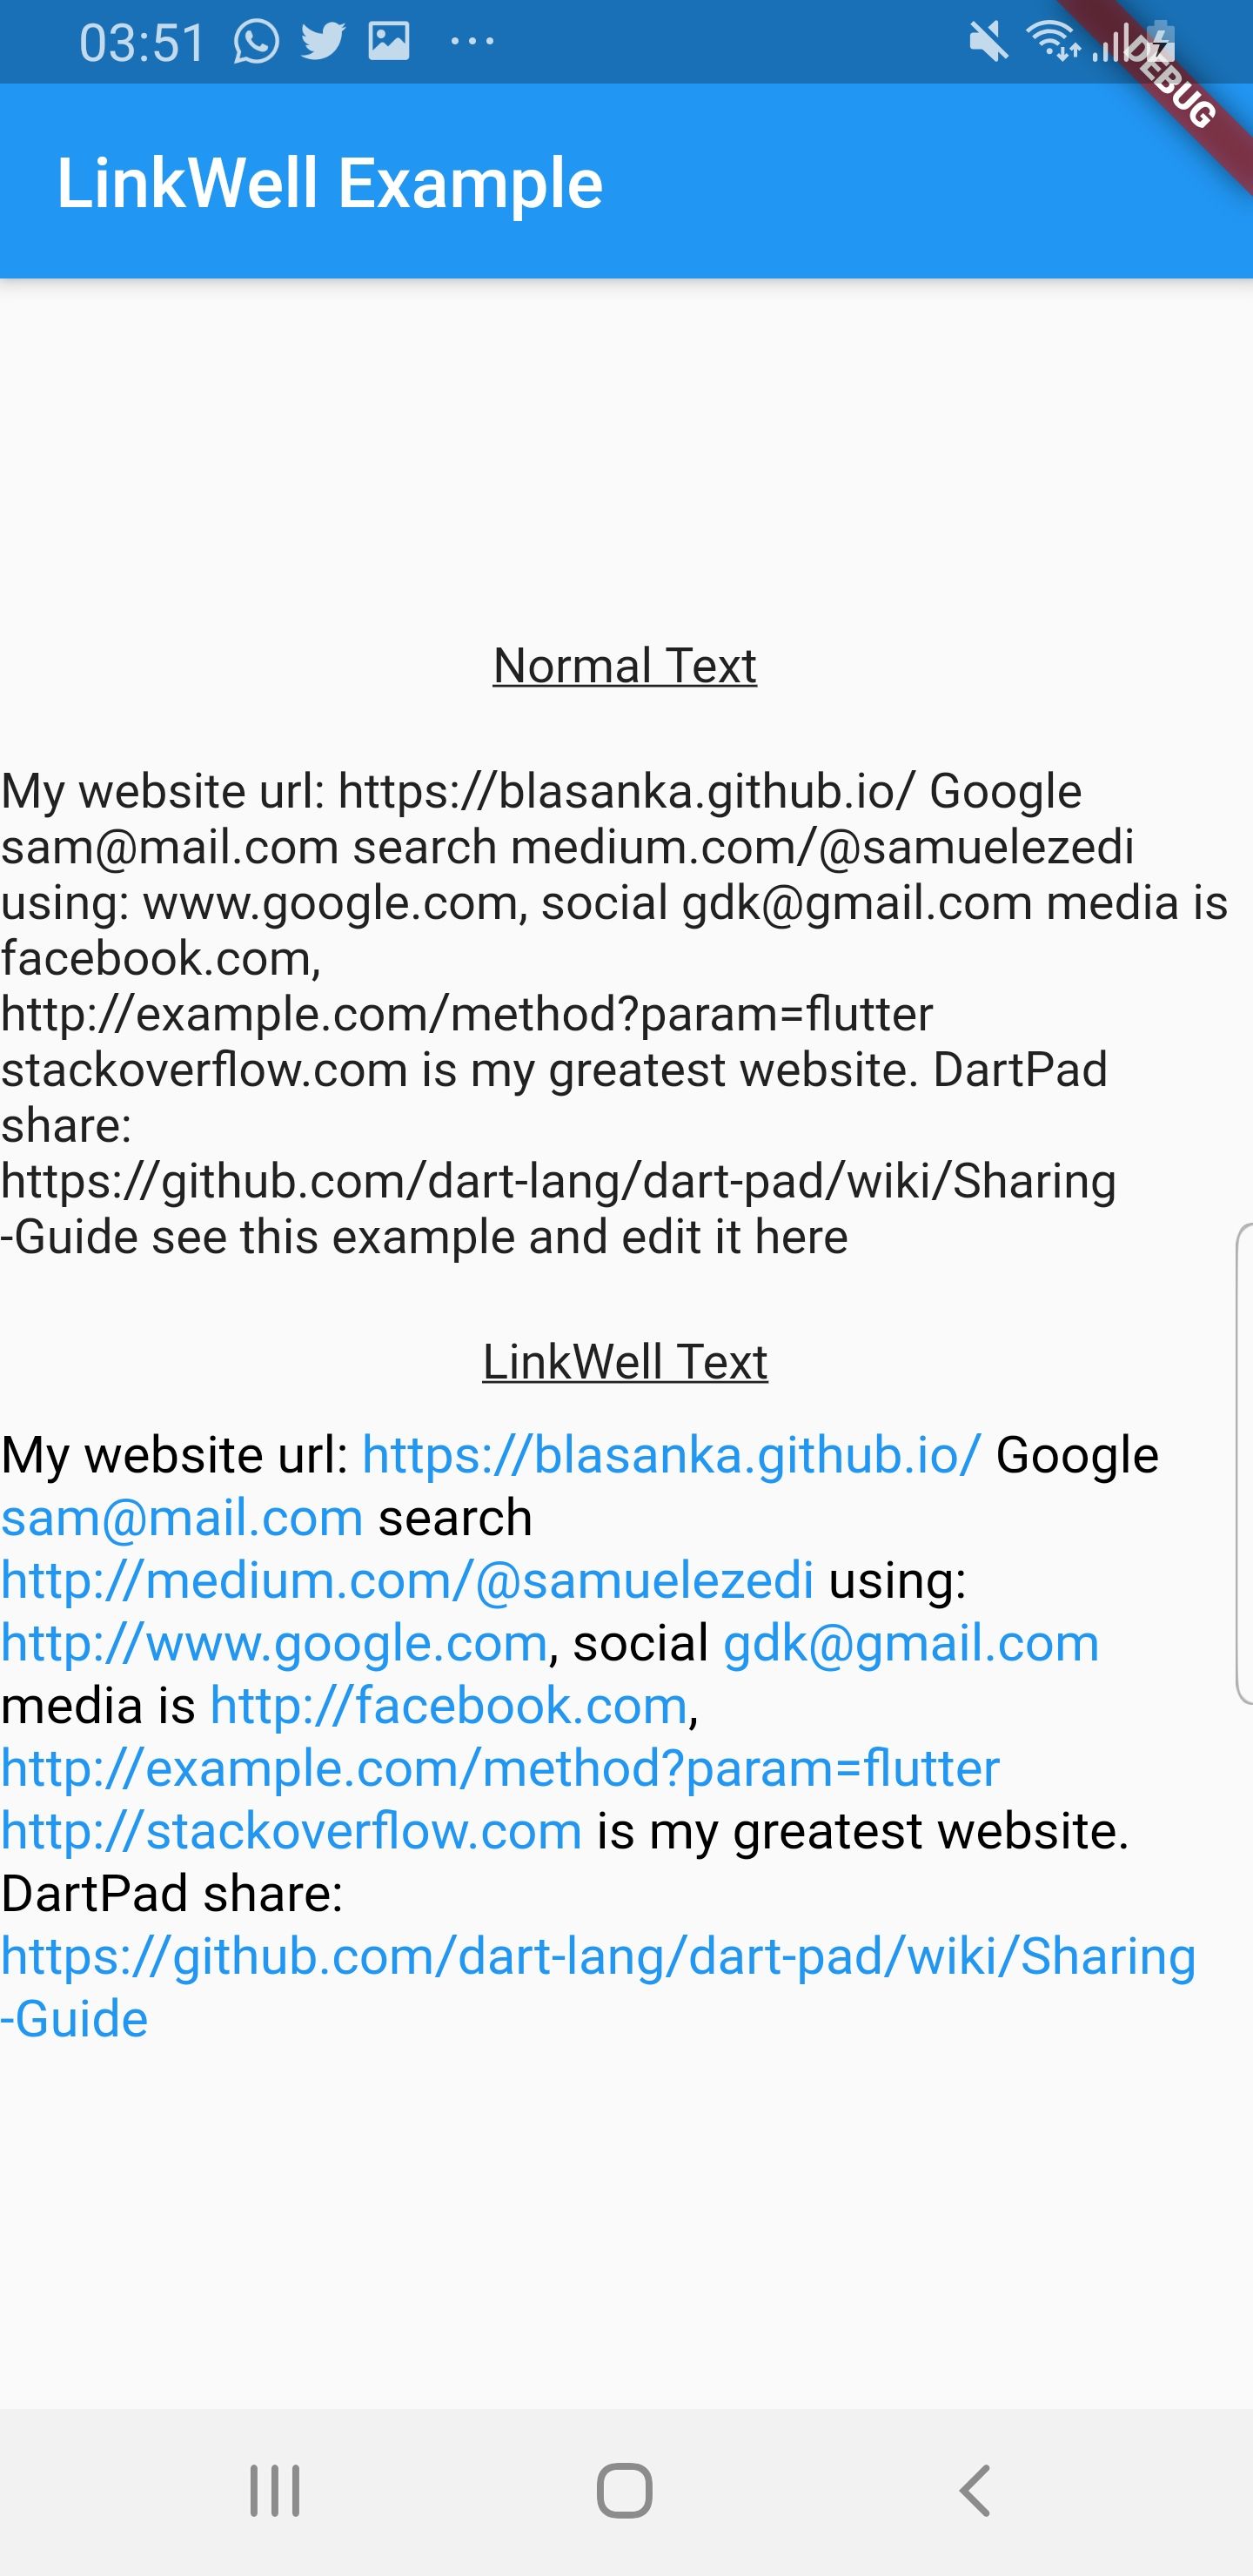 03:51
DEBUG
LinkWell Example
Normal Text
My website url: https://blasanka.github.io/ Google
sam@mail.com search medium.com/@samuelezedi
using: www.google.com, social gdk@gmail.com media is
facebook.com,
http://example.com/method?param=flutter
stackoverflow.com is my greatest website. DartPad
share:
https://github.com/dart-lang/dart-pad/wiki/Sharing
-Guide see this example and edit it here
LinkWell Text
My website url: https://blasanka.github.io/ Google
sam@mail.com search
http://medium.com/@samuelezedi using:
http://www.google.com, social gdk@gmail.com
media is http://facebook.com,
http://example.com/method?param=flutter
http://stackoverflow.com is my greatest website.
DartPad share:
https://github.com/dart-lang/dart-pad/wiki/Sharing
-Guide